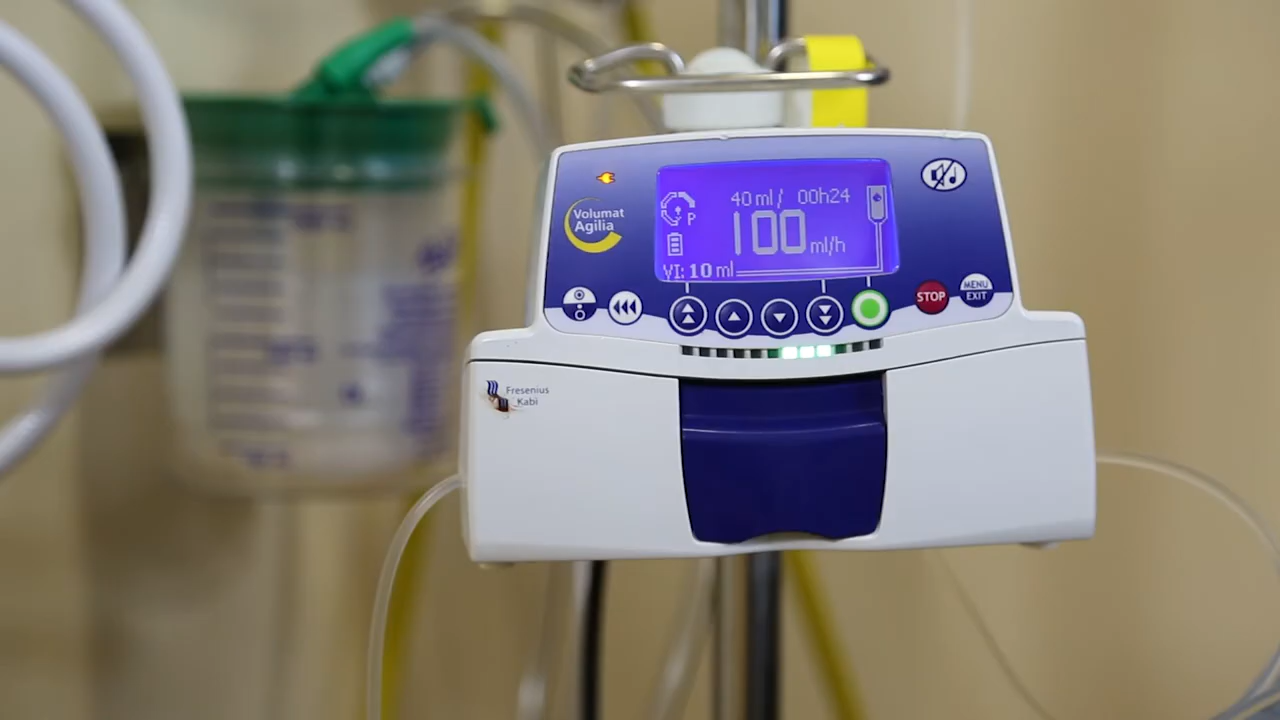 Volumat
Agilia
40 ml / 00h24
P
100 ml/h
VI: 10 ml
STOP
MENU
EXIT
Fresenius
Kabi